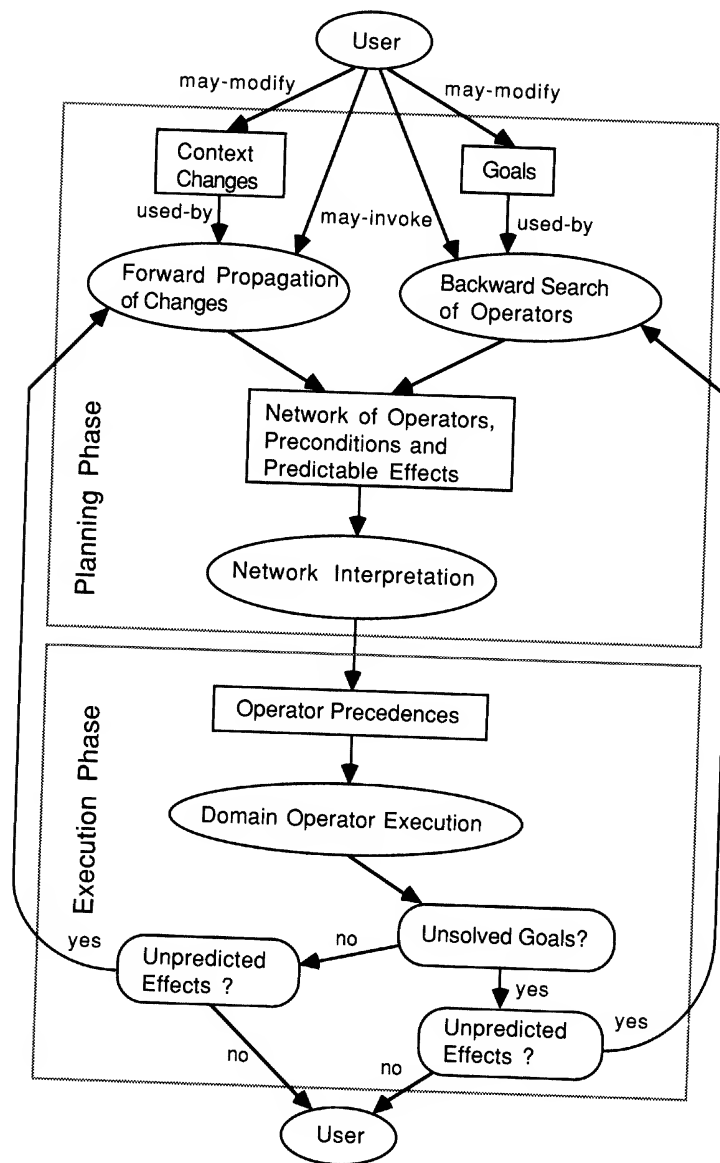 User
may-modify
may-modify
Context
Changes
Goals
used-by
may-invoke
used-by
Forward Propagation
of Changes
Backward Search
of Operators
Planning Phase
Network of Operators,
Preconditions and
Predictable Effects
Network Interpretation
Execution Phase
Operator Precedences
Domain Operator Execution
Unsolved Goals?
no
yes
Unpredicted
Effects ?
yes
Unpredicted
Effects ?
yes
no
no
User